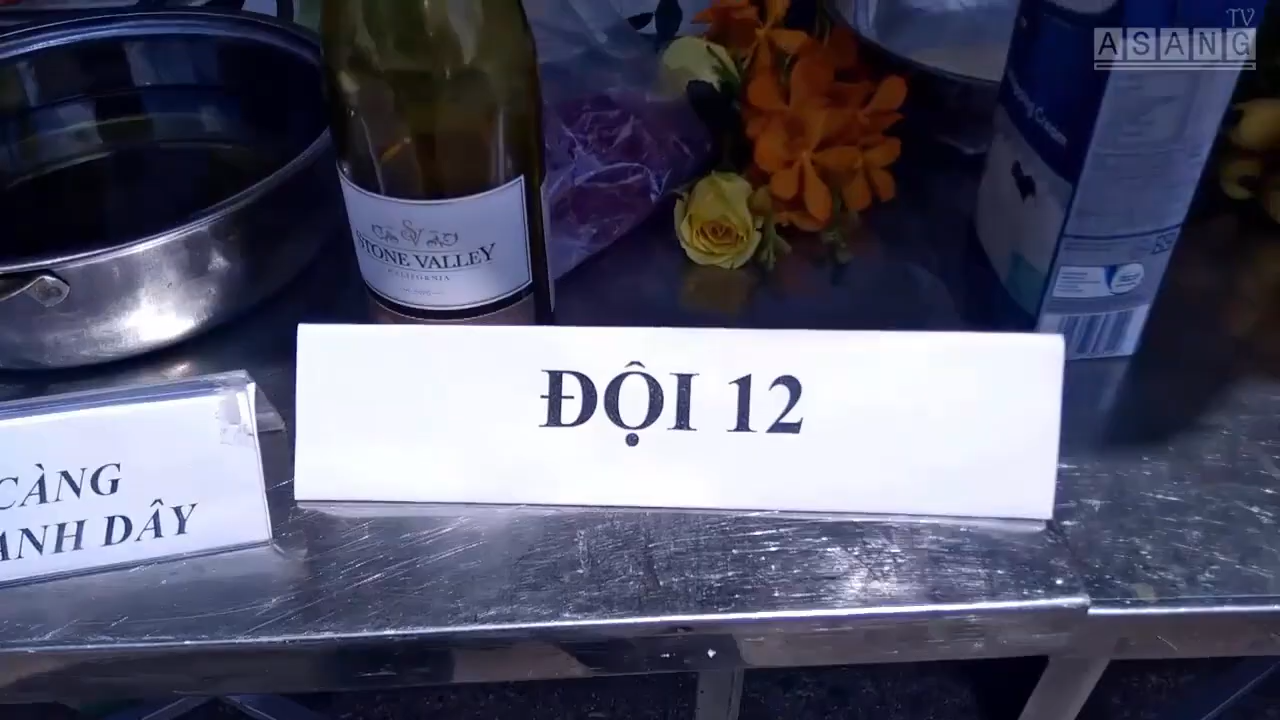 TV
ASANG
STONE VALLEY
CALIFORNIA
ĐỘI 12
CÀNG
ANH DÂY